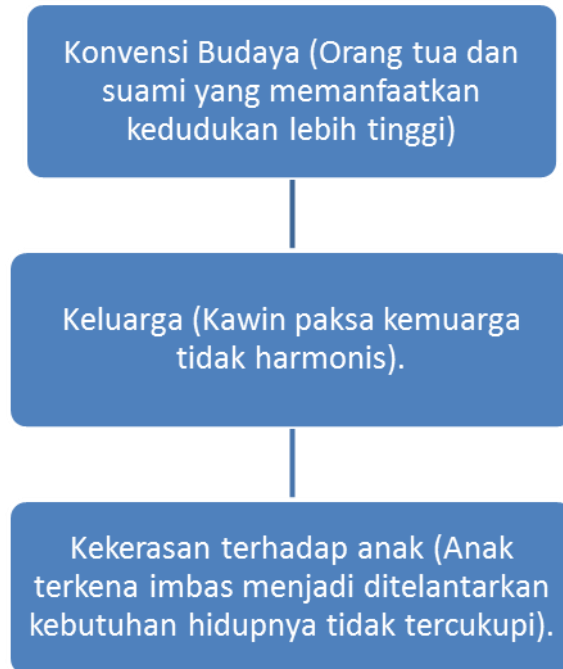 Konvensi Budaya (Orang tua dan
suami yang memanfaatkan
kedudukan lebih tinggi)
Keluarga (Kawin paksa kemuarga
tidak harmonis).
Kekerasan terhadap anak (Anak
terkena imbas menjadi ditelantarkan
kebutuhan hidupnya tidak tercukupi).